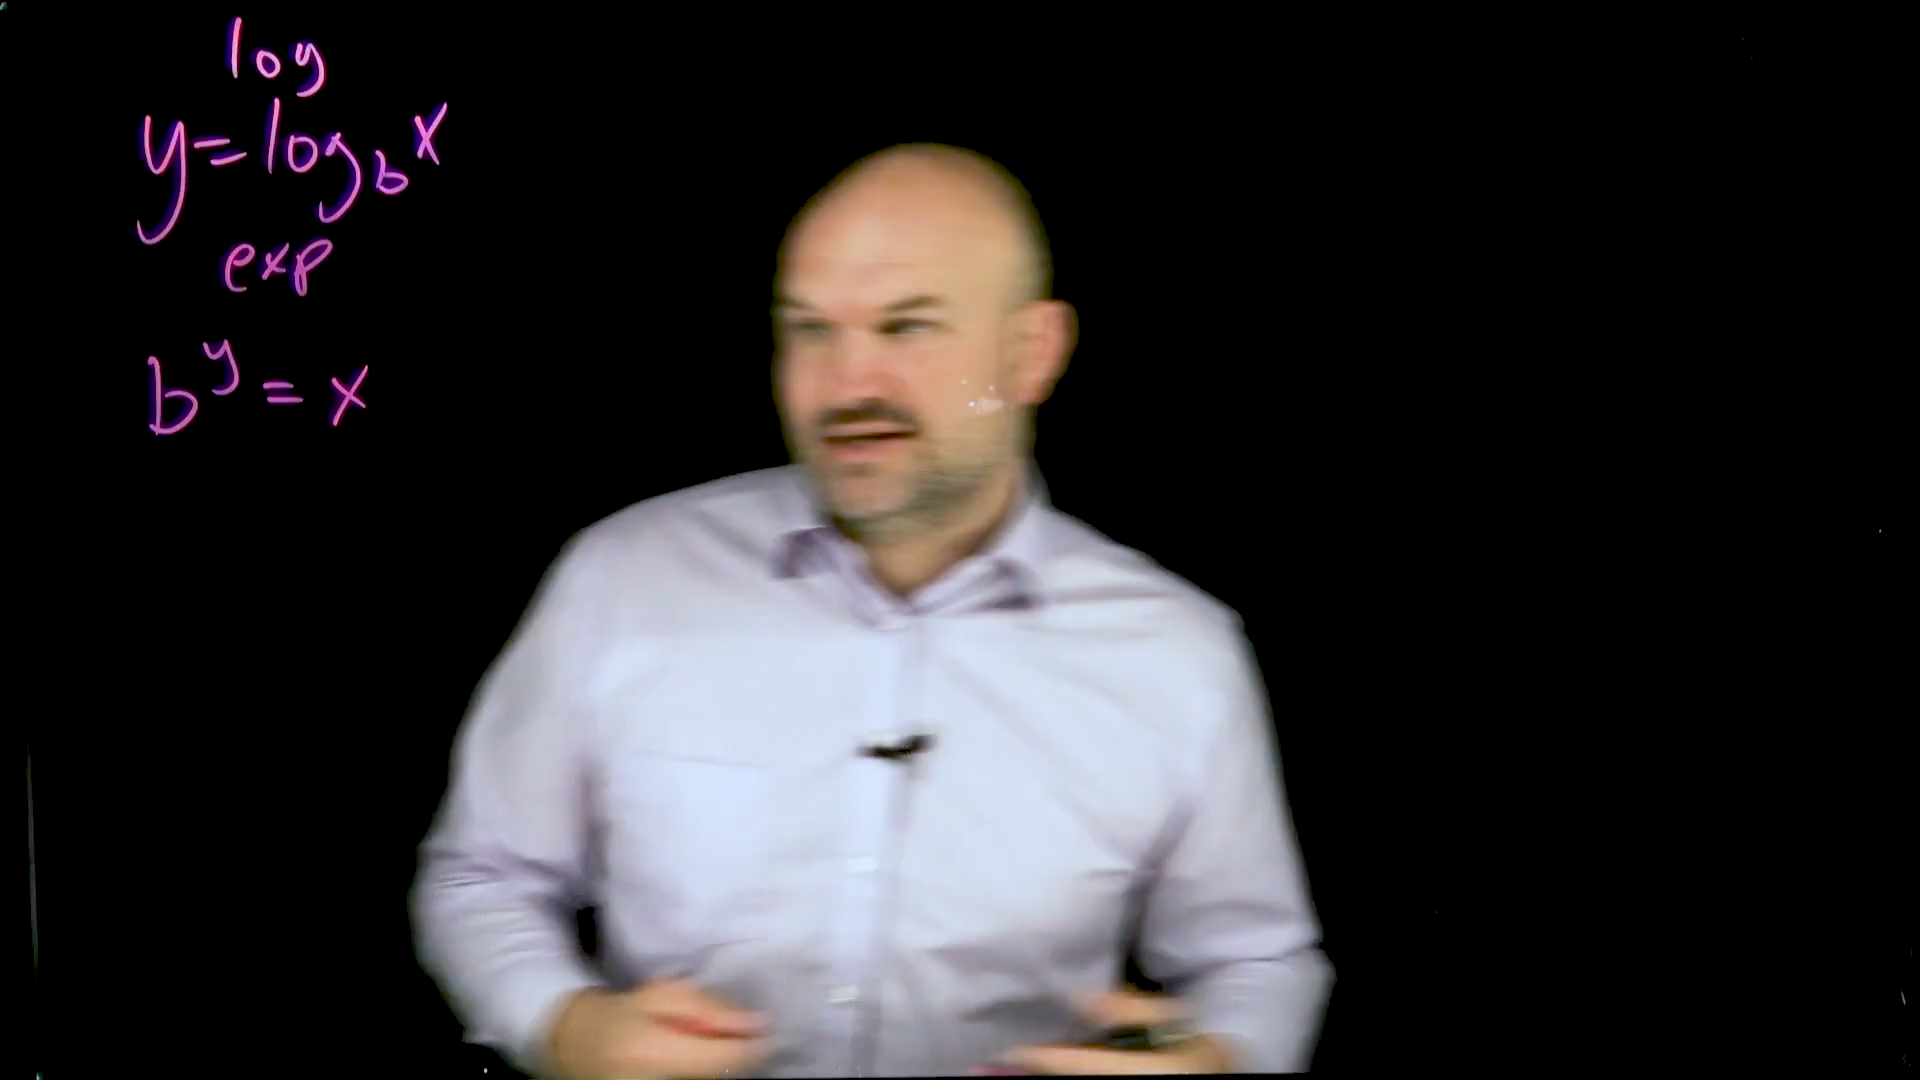 log
y = log_b x
exp
b^y = x